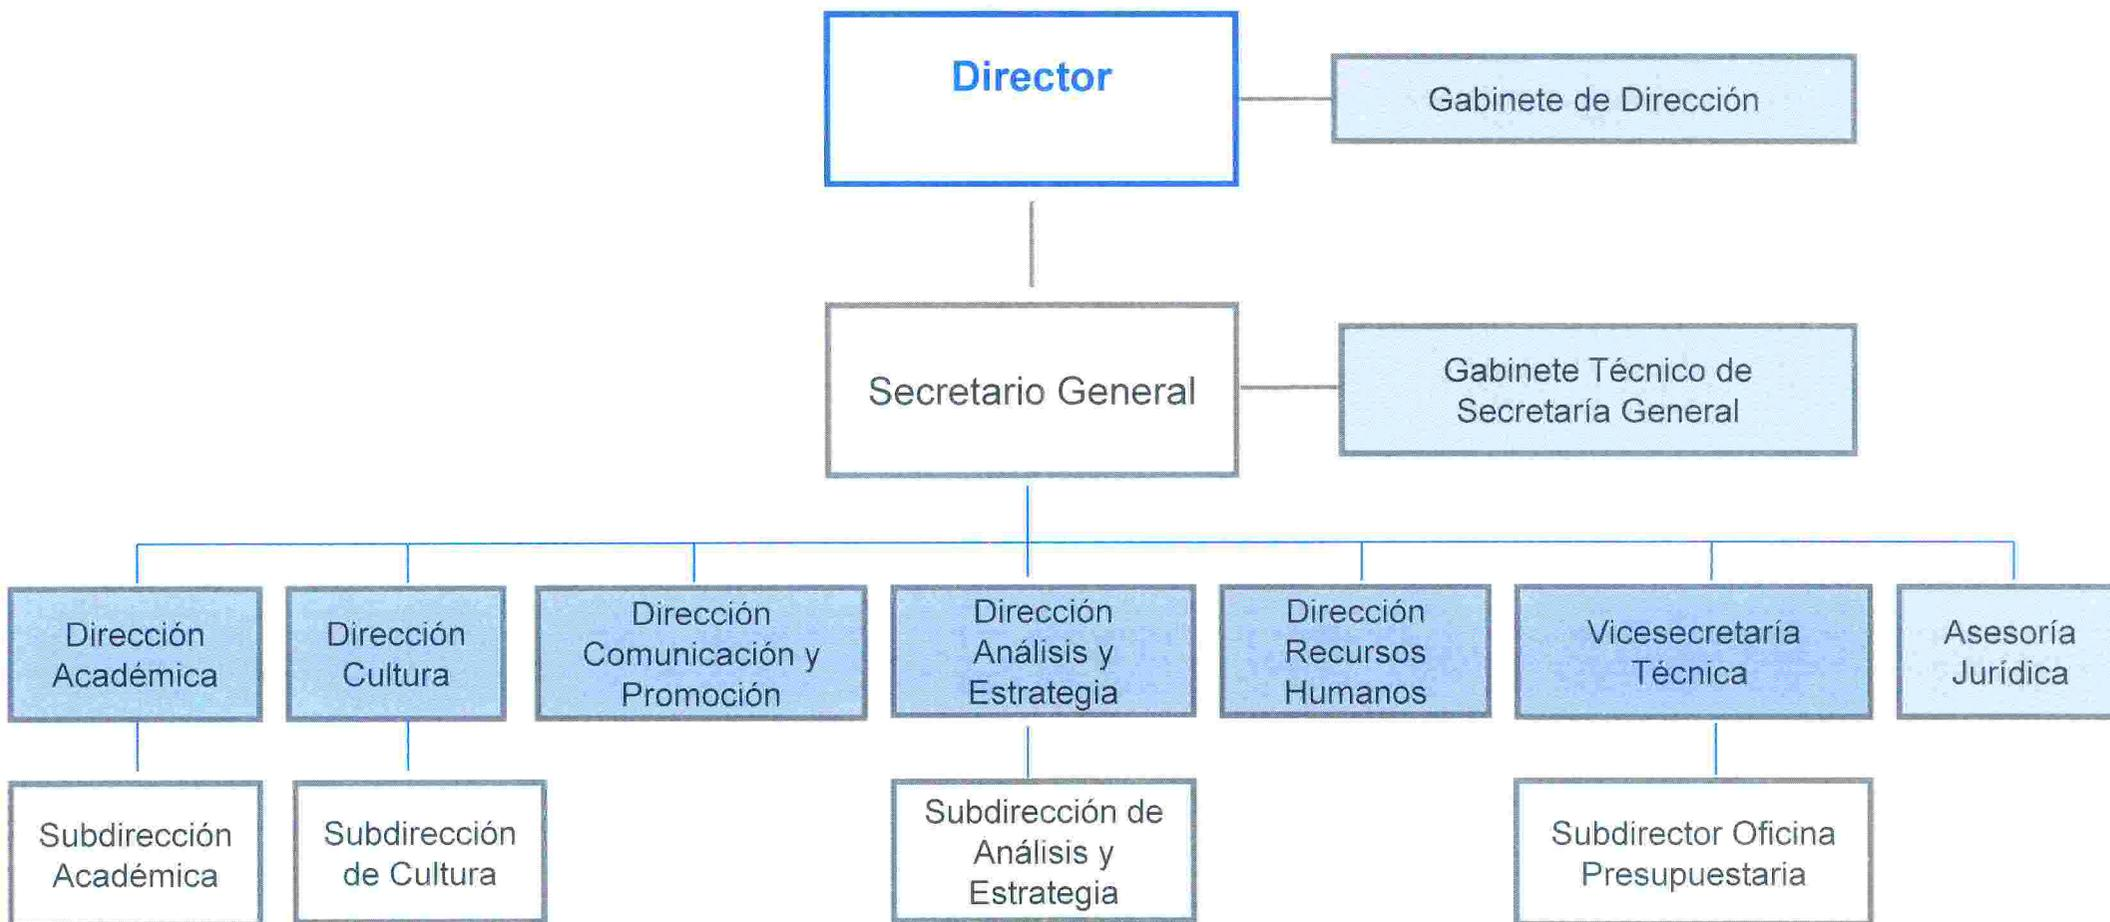 Director
Gabinete de Dirección
Secretario General
Gabinete Técnico de
Secretaría General
Dirección
Académica
Dirección
Cultura
Dirección
Comunicación y
Promoción
Dirección
Análisis y
Estrategia
Dirección
Recursos
Humanos
Vicesecretaría
Técnica
Asesoría
Jurídica
Subdirección
Académica
Subdirección
de Cultura
Subdirección de
Análisis y
Estrategia
Subdirector Oficina
Presupuestaria